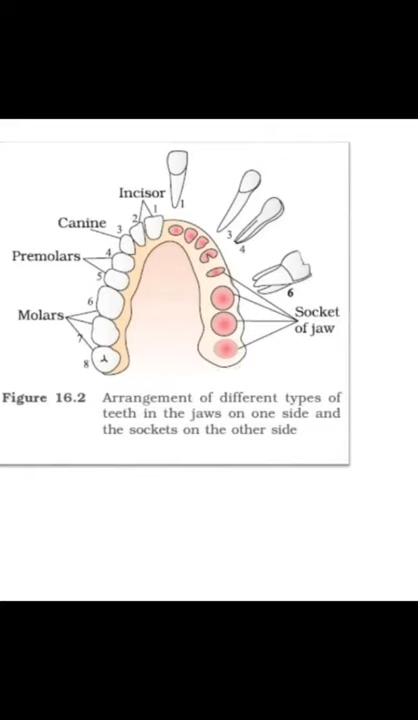 Incisor
Canine
Premolars
Molars
1
2
3
4
5
6
7
8
1
3
4
6
Socket
of jaw
Figure 16.2 Arrangement of different types of
teeth in the jaws on one side and
the sockets on the other side